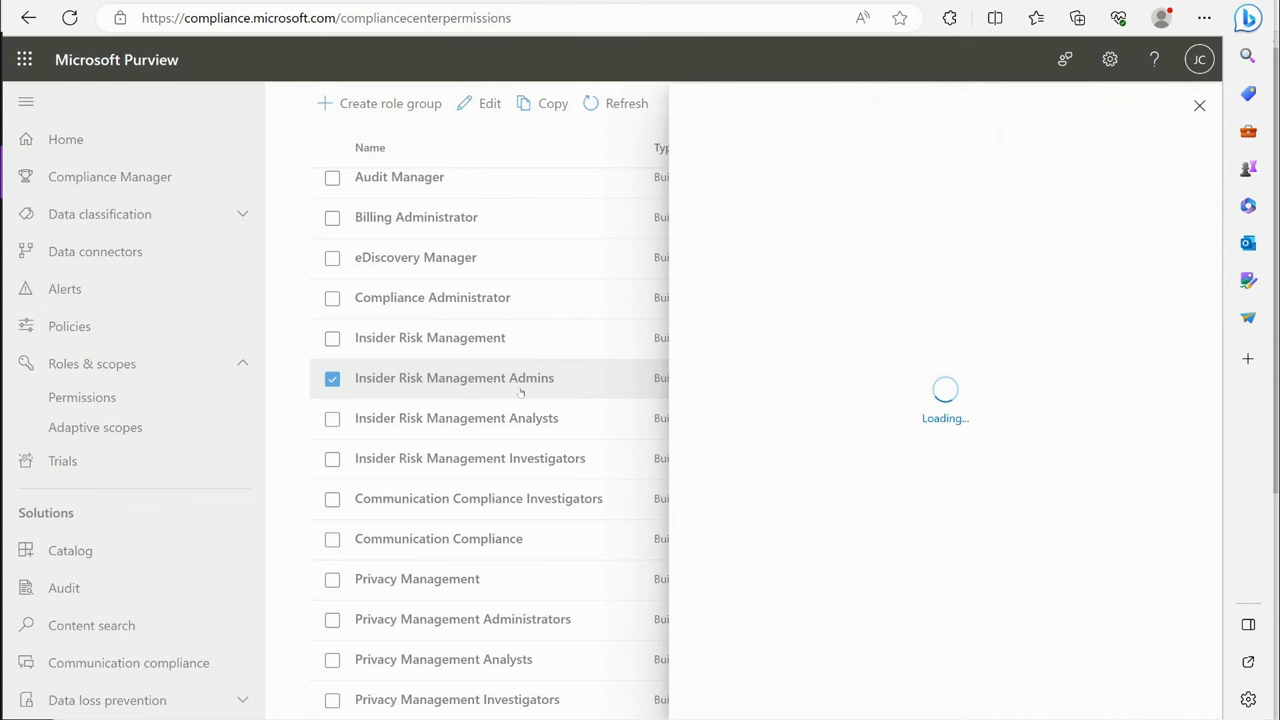 https://compliance.microsoft.com/compliancecenterpermissions
Microsoft Purview
JC
Create role group
Edit
Copy
Refresh
Home
Compliance Manager
Data classification
Data connectors
Alerts
Policies
Roles & scopes
Permissions
Adaptive scopes
Trials
Solutions
Catalog
Audit
Content search
Communication compliance
Data loss prevention
Name
Typ
Audit Manager
Bui
Billing Administrator
Bui
eDiscovery Manager
Bui
Compliance Administrator
Bui
Insider Risk Management
Bui
Insider Risk Management Admins
Bui
Insider Risk Management Analysts
Bui
Insider Risk Management Investigators
Bui
Communication Compliance Investigators
Bui
Communication Compliance
Bui
Privacy Management
Bui
Privacy Management Administrators
Bui
Privacy Management Analysts
Bui
Privacy Management Investigators
Bui
Loading...